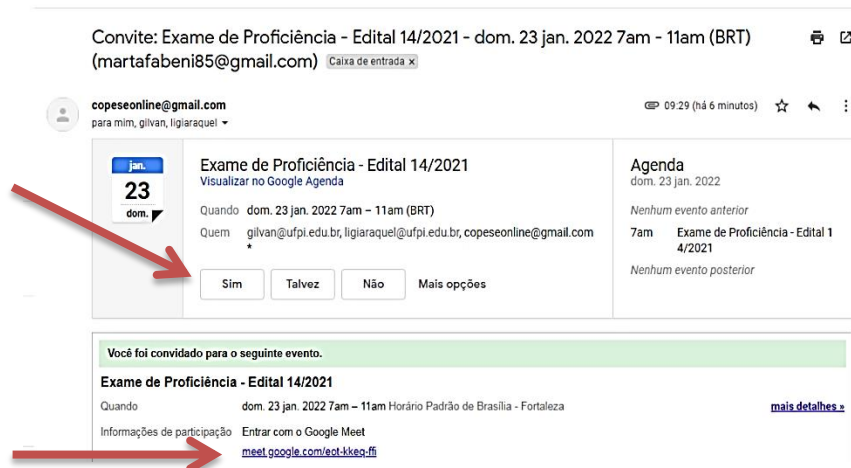 Convite: Exame de Proficiência - Edital 14/2021 - dom. 23 jan. 2022 7am - 11am (BRT)
(martafabeni85@gmail.com) Caixa de entrada x
copeseonline@gmail.com
09:29 (há 6 minutos)
para mim, gilvan, ligiaraquel
jan.
23
dom.
Exame de Proficiência - Edital 14/2021
Visualizar no Google Agenda
Quando dom. 23 jan. 2022 7am – 11am (BRT)
Quem gilvan@ufpi.edu.br, ligiaraquel@ufpi.edu.br, copeseonline@gmail.com
*
Sim Talvez Não Mais opções
Agenda
dom. 23 jan. 2022
Nenhum evento anterior
7am Exame de Proficiência - Edital 1
4/2021
Nenhum evento posterior
Você foi convidado para o seguinte evento.
Exame de Proficiência - Edital 14/2021
Quando dom. 23 jan. 2022 7am – 11am Horário Padrão de Brasília - Fortaleza mais detalhes »
Informações de participação Entrar com o Google Meet
meet.google.com/eot-kkeq-ffi